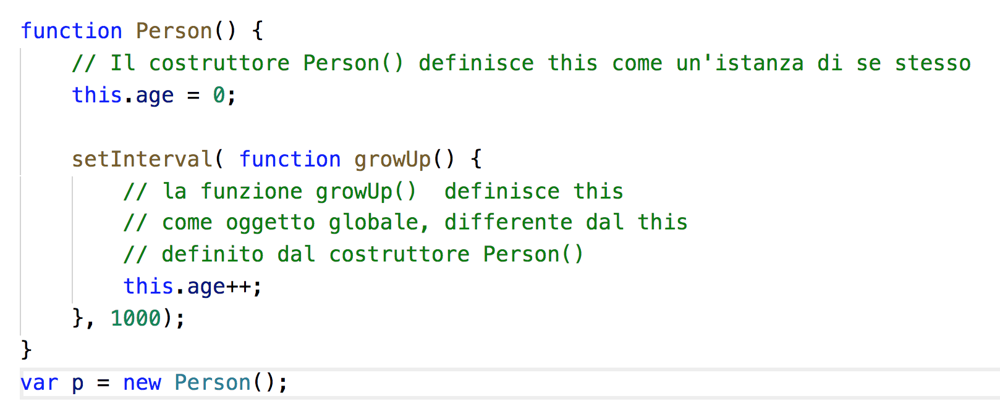 function Person() {
// Il costruttore Person() definisce this come un'istanza di se stesso
this.age = 0;
setInterval( function growUp() {
// la funzione growUp()  definisce this
// come oggetto globale, differente dal this
// definito dal costruttore Person()
this.age++;
}, 1000);
}
var p = new Person();